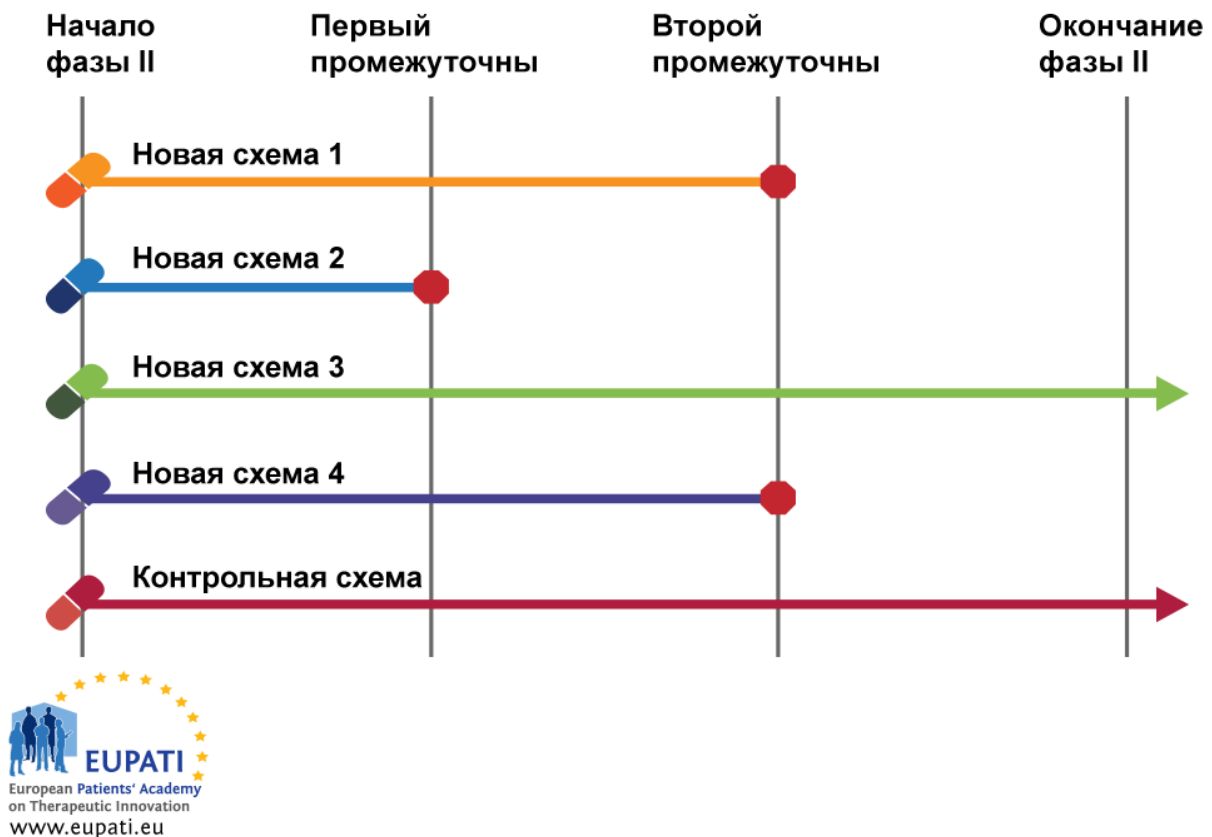 Начало
фазы II
Первый
промежуточны
Второй
промежуточны
Окончание
фазы II
Новая схема 1
Новая схема 2
Новая схема 3
Новая схема 4
Контрольная схема
EUPATI
European Patients' Academy
on Therapeutic Innovation
www.eupati.eu